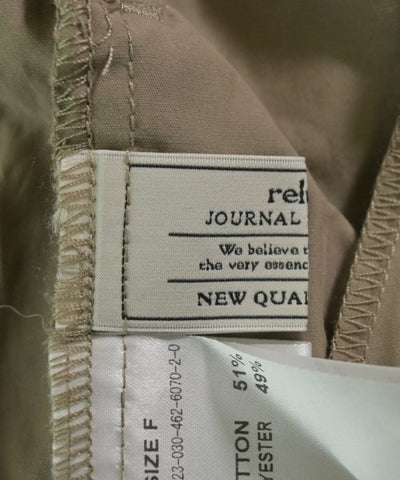 rel
JOURNAL
We believe t
the very essenc
NEW QUA
SIZE F
23-030-462-6070-2-0
TTON 51%
YESTER 49%